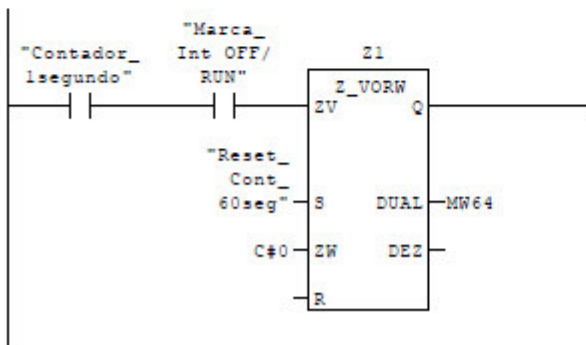 "Marca_
"Contador_
Int OFF/
Z1
1segundo"
RUN"
Z_VORW
ZV
Q
"Reset_
Cont_
60seg"
S
DUAL
MW64
C#0
ZW
DEZ
R